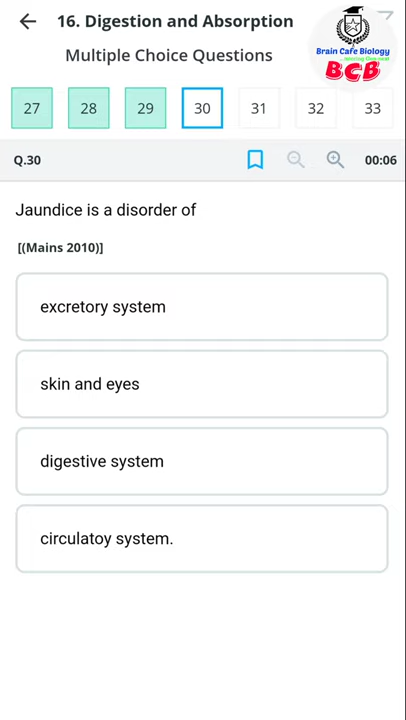 ← 16. Digestion and Absorption
Multiple Choice Questions
Brain Cafe Biology
BCB
27 28 29 30 31 32 33
Q.30 00:06
Jaundice is a disorder of
[(Mains 2010)]
excretory system
skin and eyes
digestive system
circulatoy system.